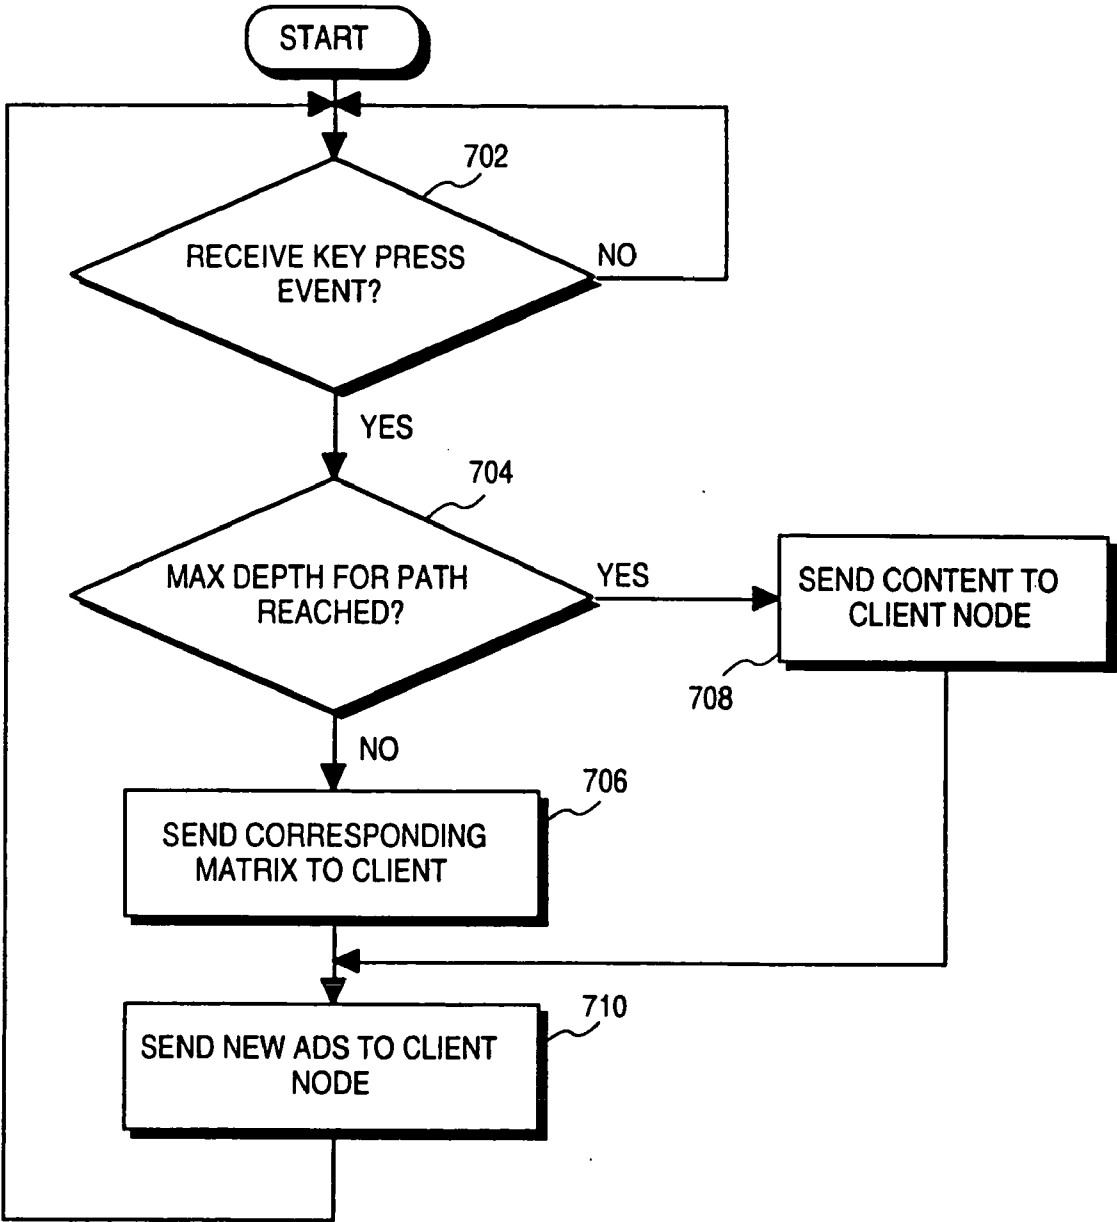 START
702
RECEIVE KEY PRESS
EVENT?
NO
YES
704
MAX DEPTH FOR PATH
REACHED?
YES
SEND CONTENT TO
CLIENT NODE
708
NO
706
SEND CORRESPONDING
MATRIX TO CLIENT
710
SEND NEW ADS TO CLIENT
NODE